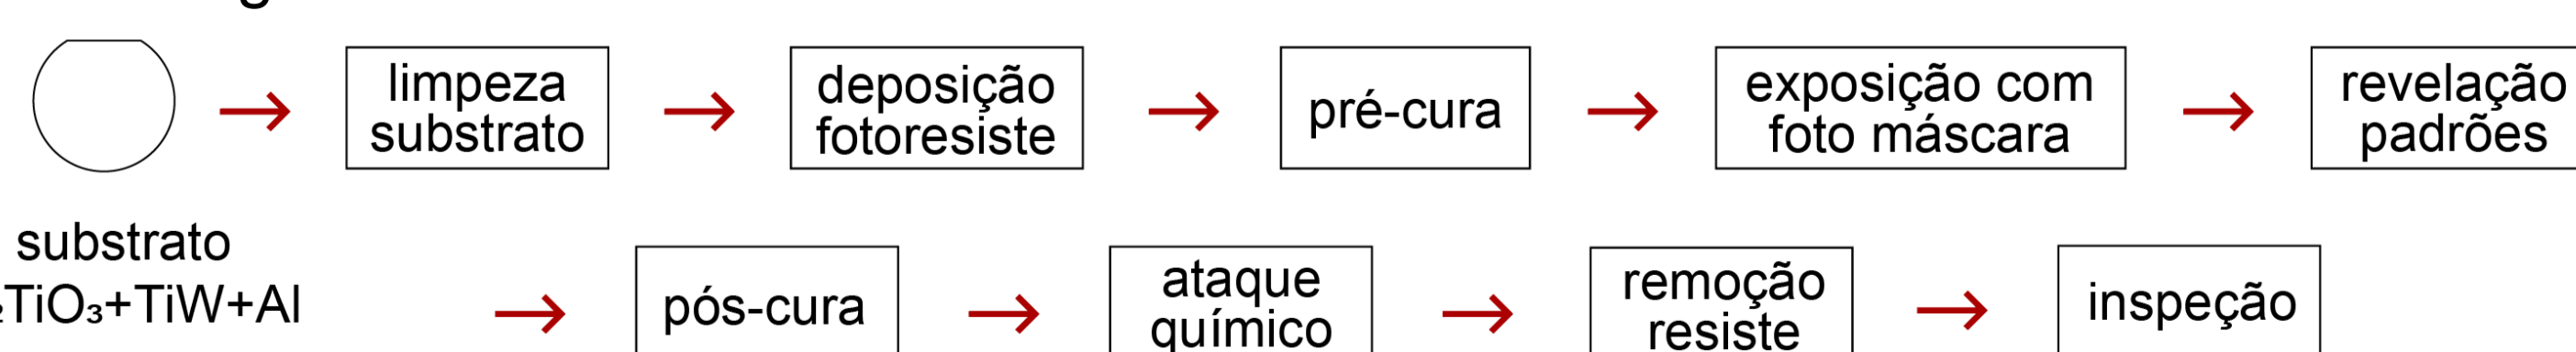 limpeza
substrato
deposição
fotoresiste
pré-cura
exposição com
foto máscara
revelação
padrões
substrato
₂TiO₃+TiW+Al
pós-cura
ataque
químico
remoção
resiste
inspeção